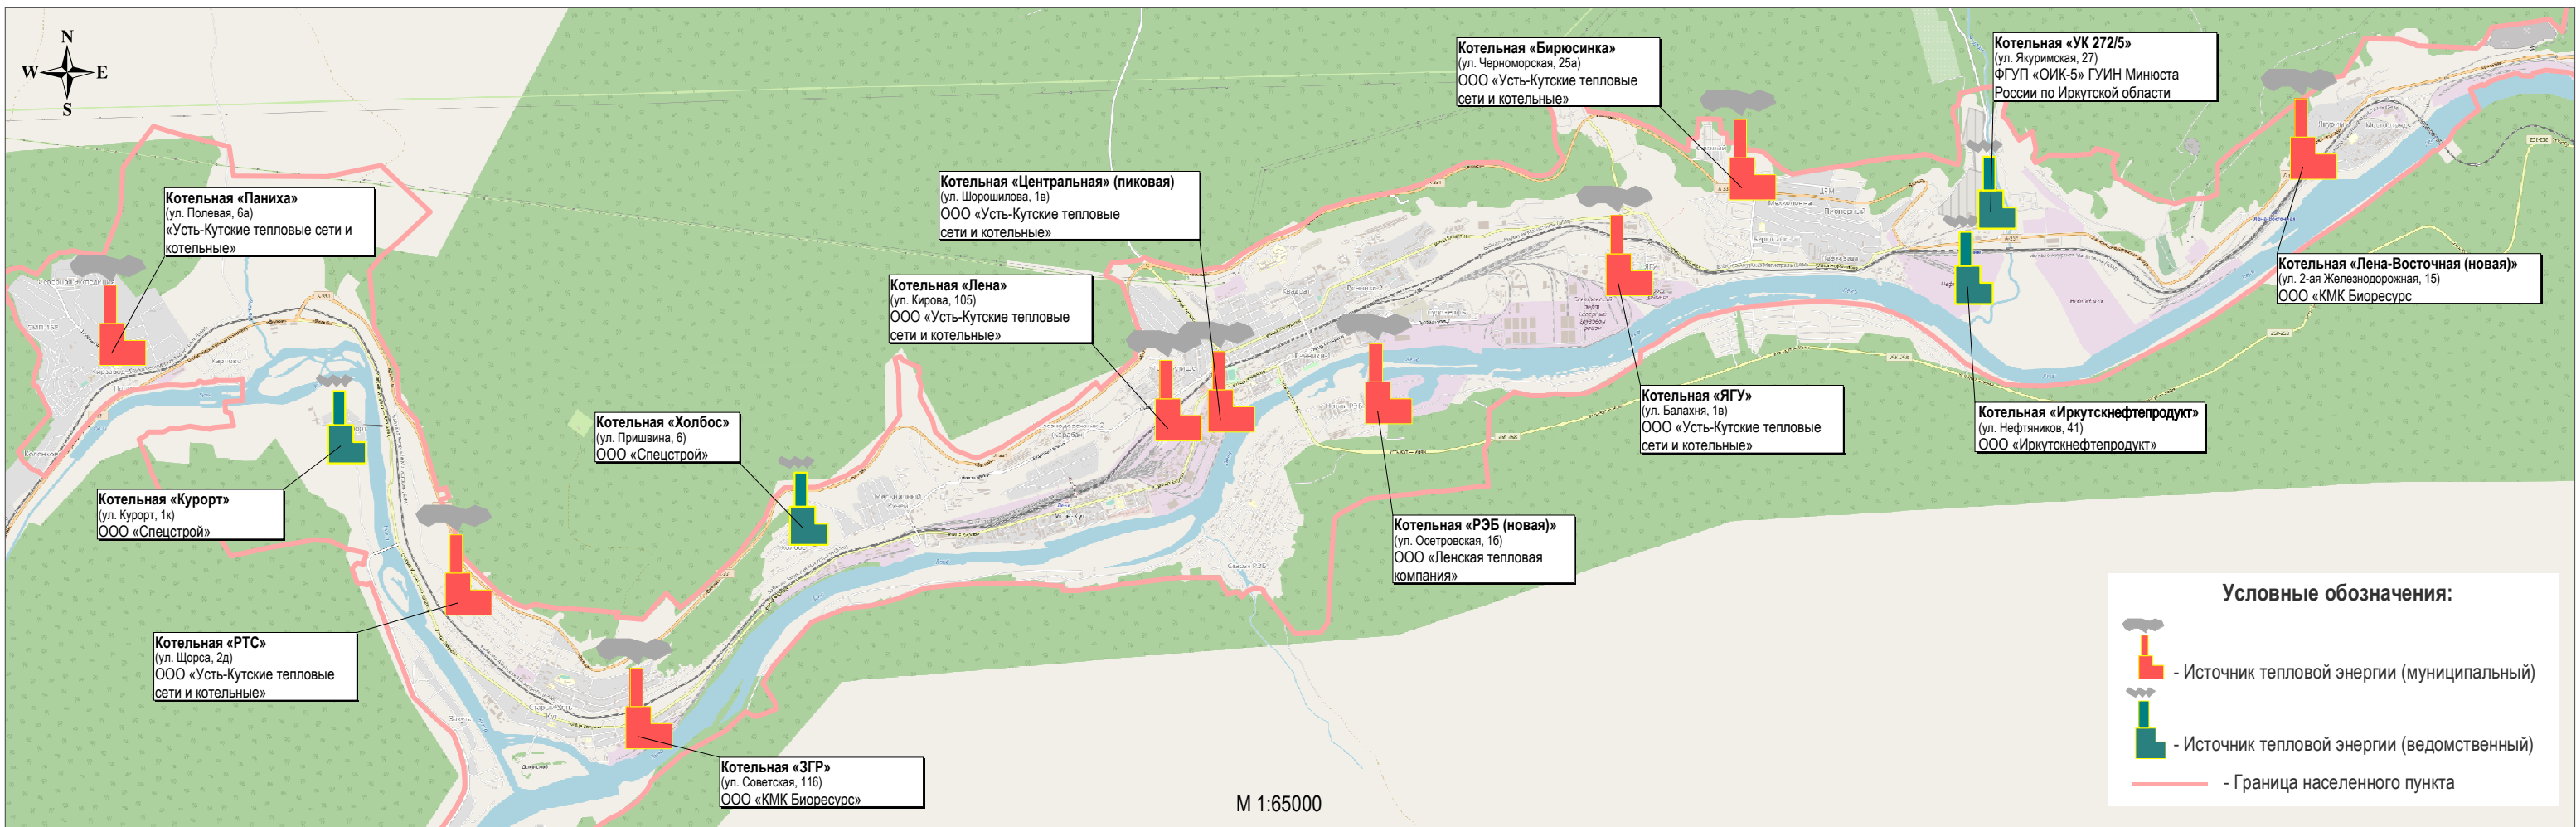 N
W E
S
Котельная «Паниха»
(ул. Полевая, 6а)
«Усть-Кутские тепловые сети и
котельные»
Котельная «Курорт»
(ул. Курорт, 1к)
ООО «Спецстрой»
Котельная «РТС»
(ул. Щорса, 2д)
ООО «Усть-Кутские тепловые
сети и котельные»
Котельная «ЗГР»
(ул. Советская, 116)
ООО «КМК Биоресурс»
Котельная «Холбос»
(ул. Пришвина, 6)
ООО «Спецстрой»
Котельная «Лена»
(ул. Кирова, 105)
ООО «Усть-Кутские тепловые
сети и котельные»
Котельная «Центральная» (пиковая)
(ул. Шорошилова, 1в)
ООО «Усть-Кутские тепловые
сети и котельные»
Котельная «РЭБ (новая)»
(ул. Осетровская, 1б)
ООО «Ленская тепловая
компания»
Котельная «Бирюсинка»
(ул. Черноморская, 25а)
ООО «Усть-Кутские тепловые
сети и котельные»
Котельная «ЯГУ»
(ул. Балахня, 1в)
ООО «Усть-Кутские тепловые
сети и котельные»
Котельная «УК 272/5»
(ул. Якуримская, 27)
ФГУП «ОИК-5» ГУИН Минюста
России по Иркутской области
Котельная «Иркутскнефтепродукт»
(ул. Нефтяников, 41)
ООО «Иркутскнефтепродукт»
Котельная «Лена-Восточная (новая)»
(ул. 2-ая Железнодорожная, 15)
ООО «КМК Биоресурс
М 1:65000
Условные обозначения:
- Источник тепловой энергии (муниципальный)
- Источник тепловой энергии (ведомственный)
- Граница населенного пункта